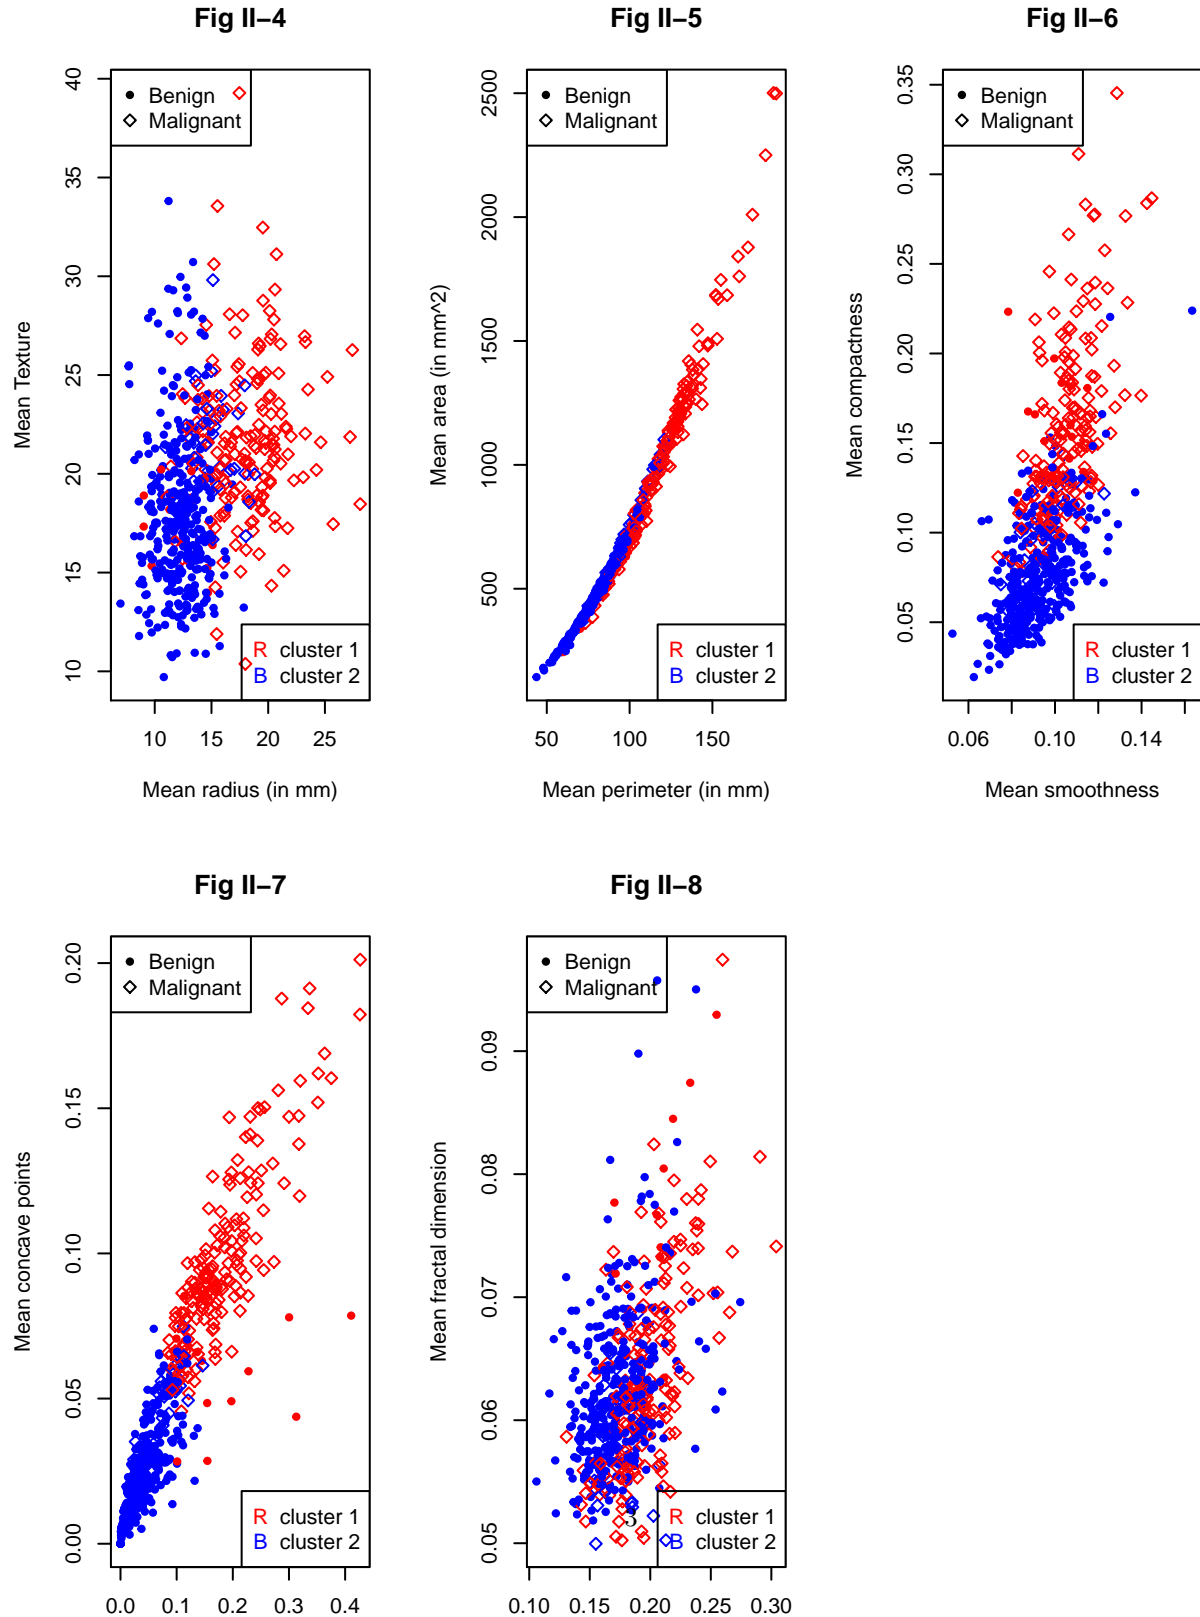 Fig II–4
40
35
30
25
20
15
10
Mean Texture
Benign
Malignant
R cluster 1
B cluster 2
10 15 20 25
Mean radius (in mm)
Fig II–5
2500
2000
1500
1000
500
Mean area (in mm^2)
Benign
Malignant
R cluster 1
B cluster 2
50 100 150
Mean perimeter (in mm)
Fig II–6
0.35
0.30
0.25
0.20
0.15
0.10
0.05
Mean compactness
Benign
Malignant
R cluster 1
B cluster 2
0.06 0.10 0.14
Mean smoothness
Fig II–7
0.20
0.15
0.10
0.05
0.00
Mean concave points
Benign
Malignant
R cluster 1
B cluster 2
0.0 0.1 0.2 0.3 0.4
Fig II–8
0.09
0.08
0.07
0.06
0.05
Mean fractal dimension
Benign
Malignant
R cluster 1
B cluster 2
3
0.10 0.15 0.20 0.25 0.30